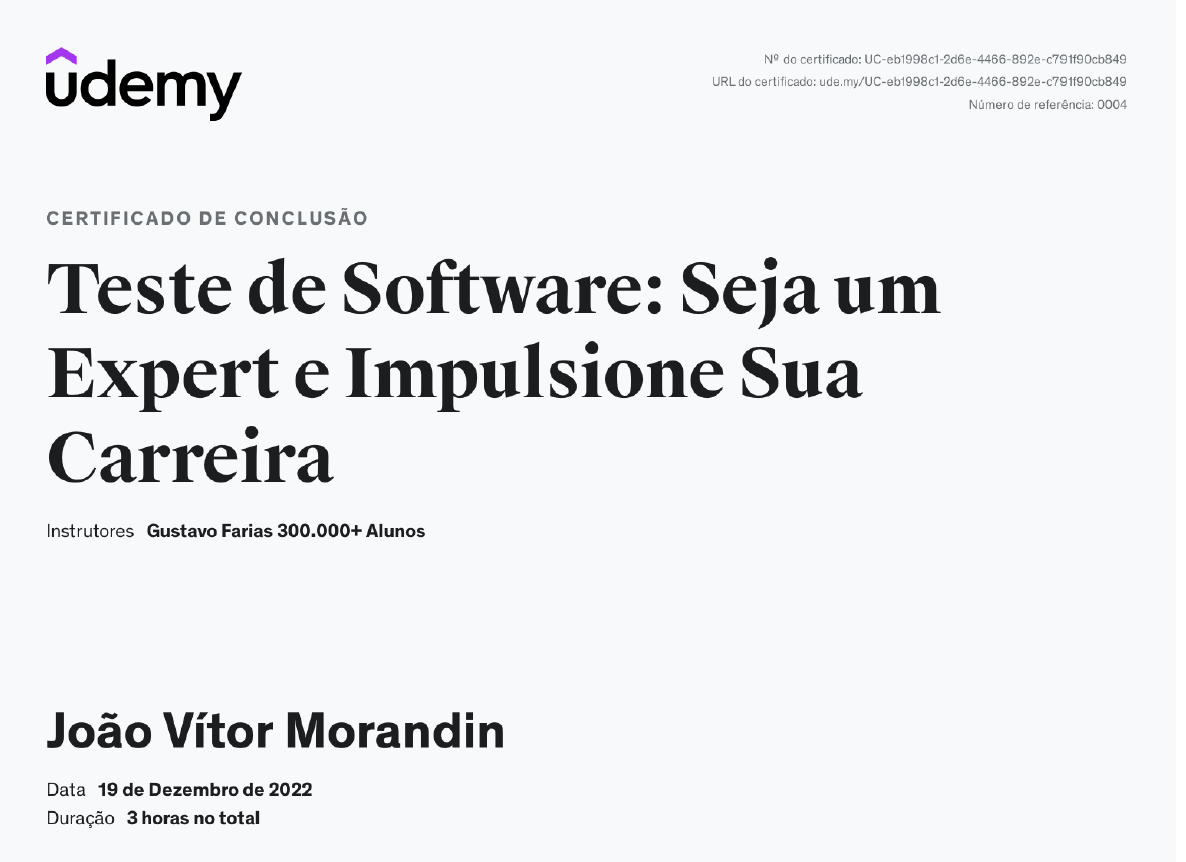 udemy
Nº do certificado: UC-eb1998c1-2d6e-4466-892e-c791f90cb849
URL do certificado: ude.my/UC-eb1998c1-2d6e-4466-892e-c791f90cb849
Número de referência: 0004
CERTIFICADO DE CONCLUSÃO
Teste de Software: Seja um
Expert e Impulsione Sua
Carreira
Instrutores Gustavo Farias 300.000+ Alunos
João Vítor Morandin
Data 19 de Dezembro de 2022
Duração 3 horas no total